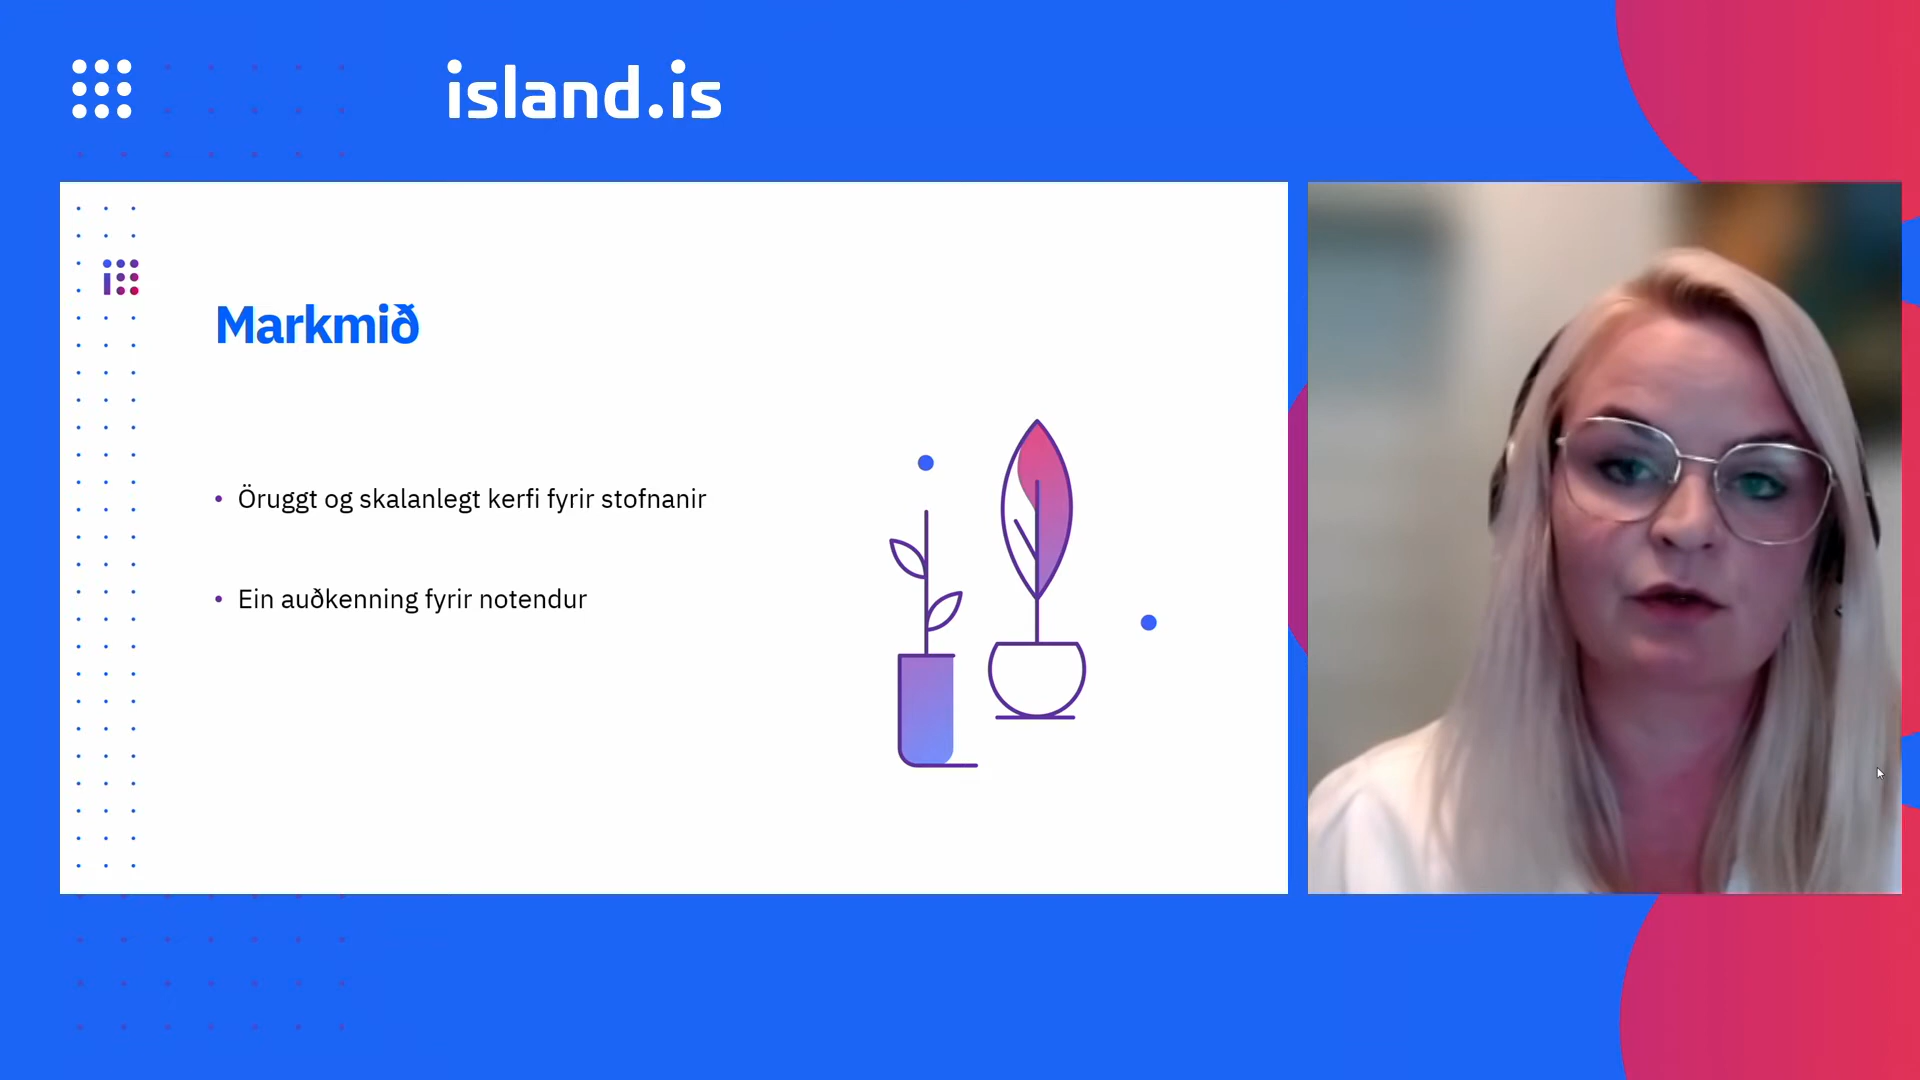 island.is
Markmið
• Öruggt og skalanlegt kerfi fyrir stofnanir
• Ein auðkenning fyrir notendur